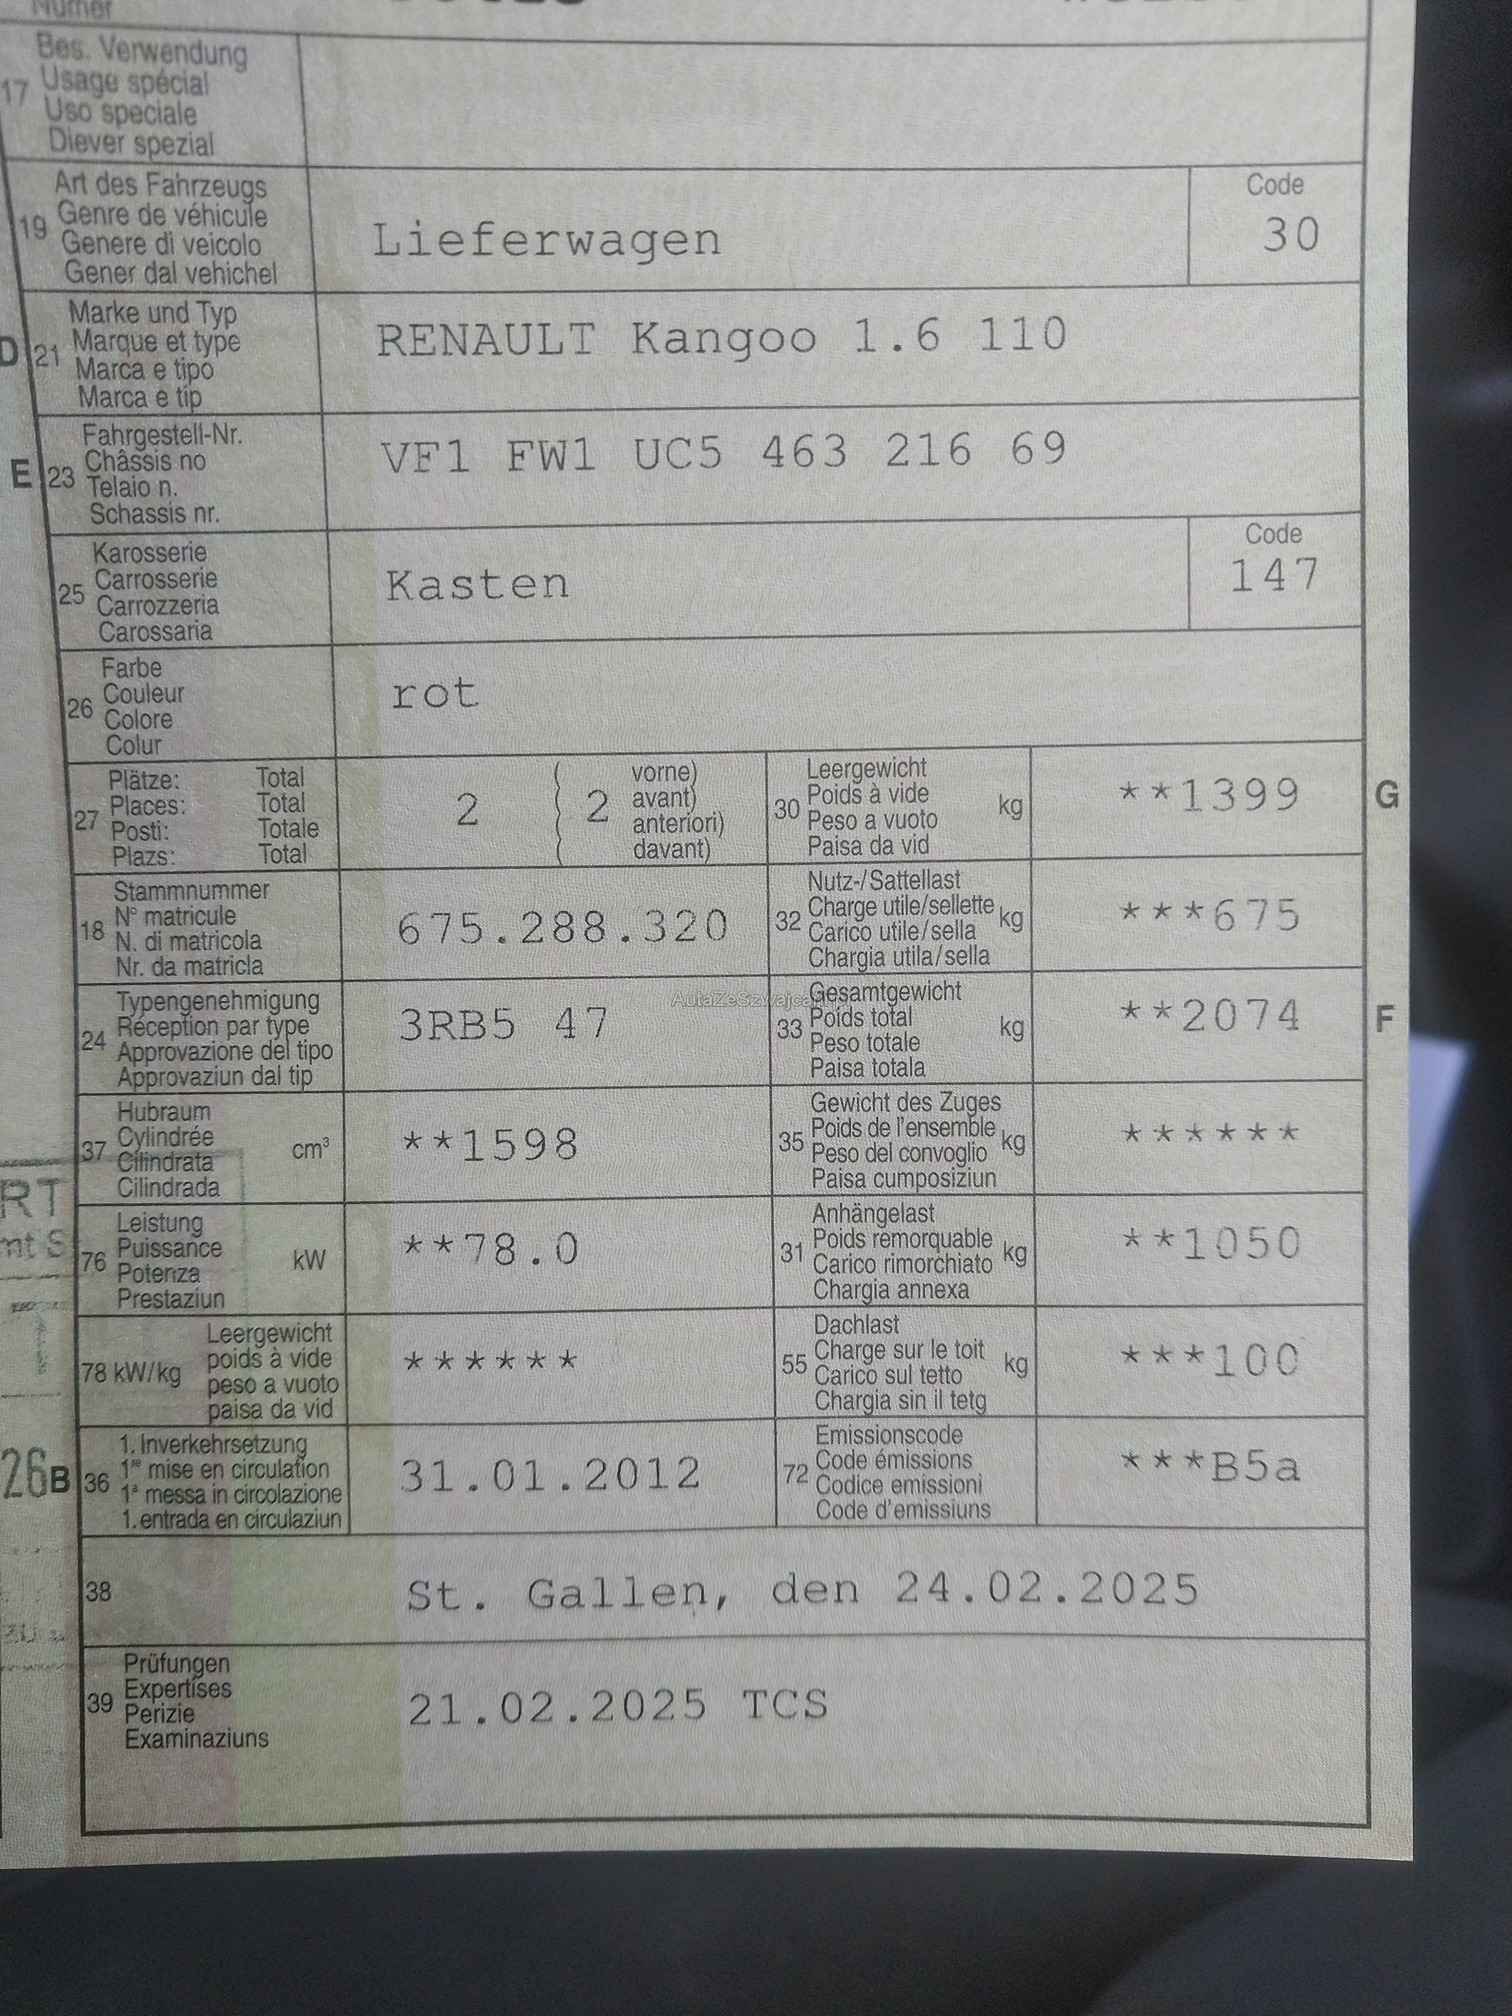 Numer
Bes. Verwendung
17 Usage spécial
Uso speciale
Diever spezial
Art des Fahrzeugs
19 Genre de véhicule
Genere di veicolo
Gener dal vehichel
Lieferwagen
Code
30
Marke und Typ
D 21 Marque et type
Marca e tipo
Marca e tip
RENAULT Kangoo 1.6 110
Fahrgestell-Nr.
E 23 Châssis no
Telaio n.
Schassis nr.
VF1 FW1 UC5 463 216 69
Karosserie
25 Carrosserie
Carrozzeria
Carossaria
Kasten
Code
147
Farbe
26 Couleur
Colore
Colur
rot
Plätze: Total
27 Places: Total
Posti: Totale
Plazs: Total
2 ( 2 vorne)
avant)
anteriori)
davant)
Leergewicht
30 Poids à vide kg
Peso a vuoto
Paisa da vid
**1399 G
Stammnummer
18 N° matricule
N. di matricola
Nr. da matricla
675.288.320
Nutz-/Sattellast
32 Charge utile/sellette kg
Carico utile/sella
Chargia utila/sella
***675
Typengenehmigung
24 Réception par type
Approvazione del tipo
Approvaziun dal tip
3RB5 47
Gesamtgewicht
33 Poids total kg
Peso totale
Paisa totala
**2074 F
Hubraum
37 Cylindrée cm³
Cilindrata
Cilindrada
**1598
Gewicht des Zuges
35 Poids de l'ensemble kg
Peso del convoglio
Paisa cumposiziun
******
Leistung
76 Puissance kW
Potenza
Prestaziun
**78.0
Anhängelast
31 Poids remorquable kg
Carico rimorchiato
Chargia annexa
**1050
Leergewicht
78 kW/kg poids à vide
peso a vuoto
paisa da vid
******
Dachlast
55 Charge sur le toit kg
Carico sul tetto
Chargia sin il tetg
***100
1. Inverkehrsetzung
26 B 36 1re mise en circulation
1a messa in circolazione
1. entrada en circulaziun
31.01.2012
Emissionscode
72 Code émissions
Codice emissioni
Code d'emissiuns
***B5a
38 St. Gallen, den 24.02.2025
Prüfungen
39 Expertises
Perizie
Examinaziuns
21.02.2025 TCS